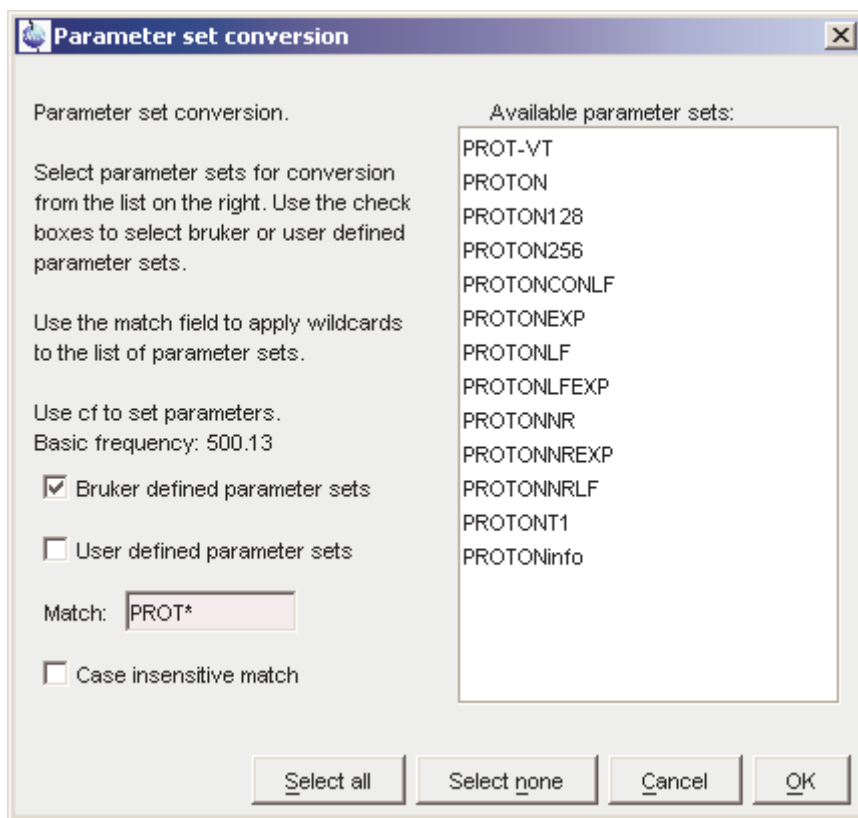 Parameter set conversion
Parameter set conversion.
Select parameter sets for conversion
from the list on the right. Use the check
boxes to select bruker or user defined
parameter sets.
Use the match field to apply wildcards
to the list of parameter sets.
Use cf to set parameters.
Basic frequency: 500.13
Bruker defined parameter sets
User defined parameter sets
Match: PROT*
Case insensitive match
Available parameter sets:
PROT-VT
PROTON
PROTON128
PROTON256
PROTONCONLF
PROTONEXP
PROTONLF
PROTONLFEXP
PROTONNR
PROTONNREXP
PROTONNRLF
PROTONT1
PROTONinfo
Select all Select none Cancel OK